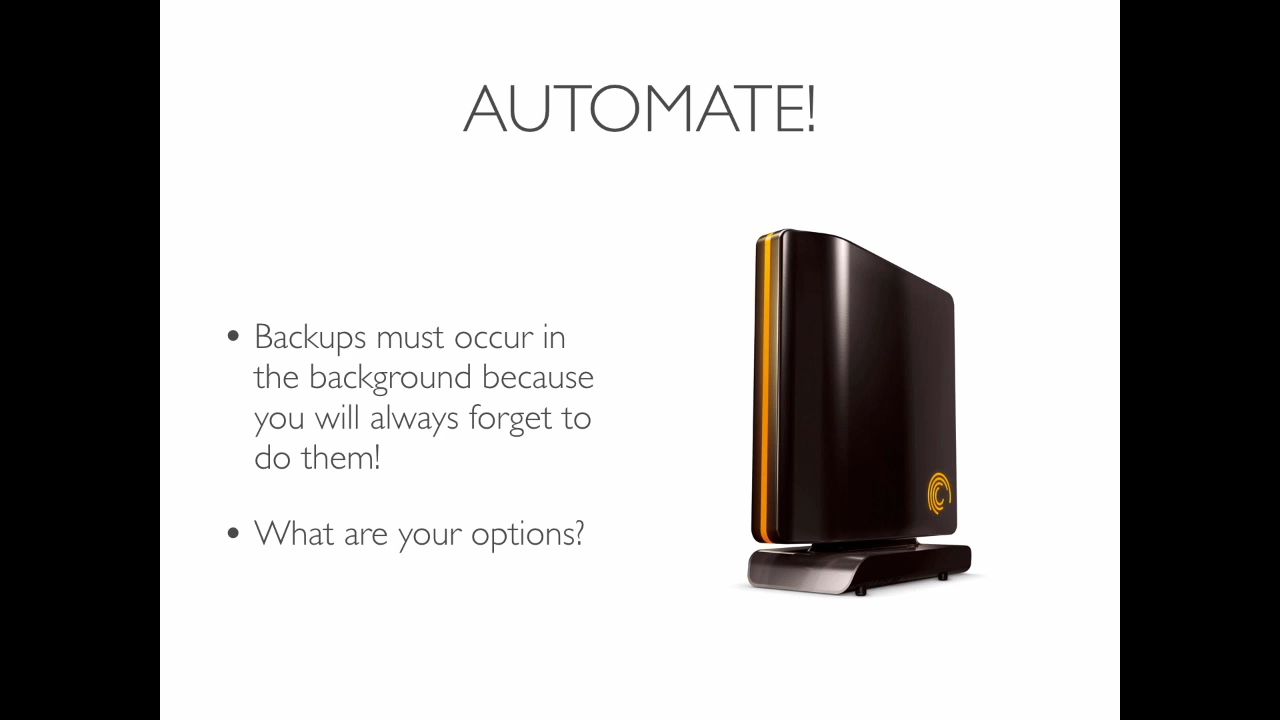 AUTOMATE!
• Backups must occur in
the background because
you will always forget to
do them!
• What are your options?